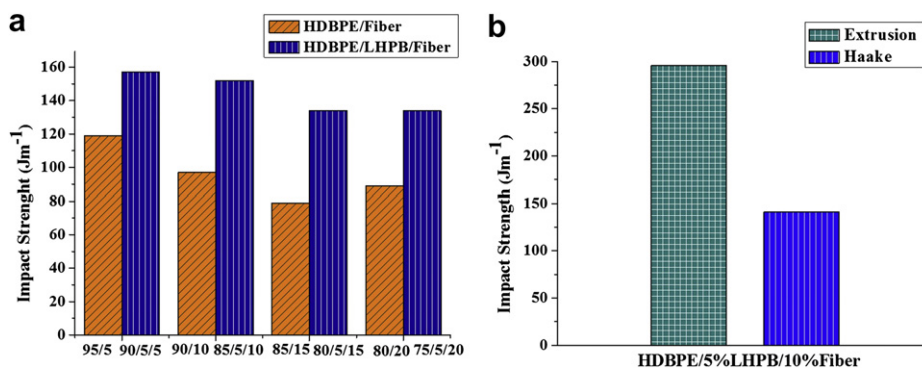 a
HDBPE/Fiber
HDBPE/LHPB/Fiber
Impact Strenght (Jm-1)
160
140
120
100
80
60
40
20
0
95/5 90/5/5 90/10 85/5/10 85/15 80/5/15 80/20 75/5/20
b
Extrusion
Haake
Impact Strength (Jm-1)
300
250
200
150
100
50
0
HDBPE/5%LHPB/10%Fiber